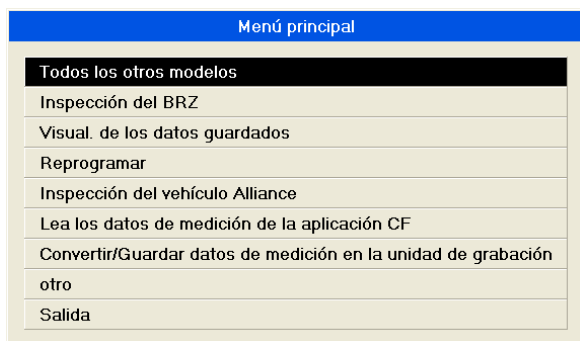 Menú principal
Todos los otros modelos
Inspección del BRZ
Visual. de los datos guardados
Reprogramar
Inspección del vehículo Alliance
Lea los datos de medición de la aplicación CF
Convertir/Guardar datos de medición en la unidad de grabación
otro
Salida